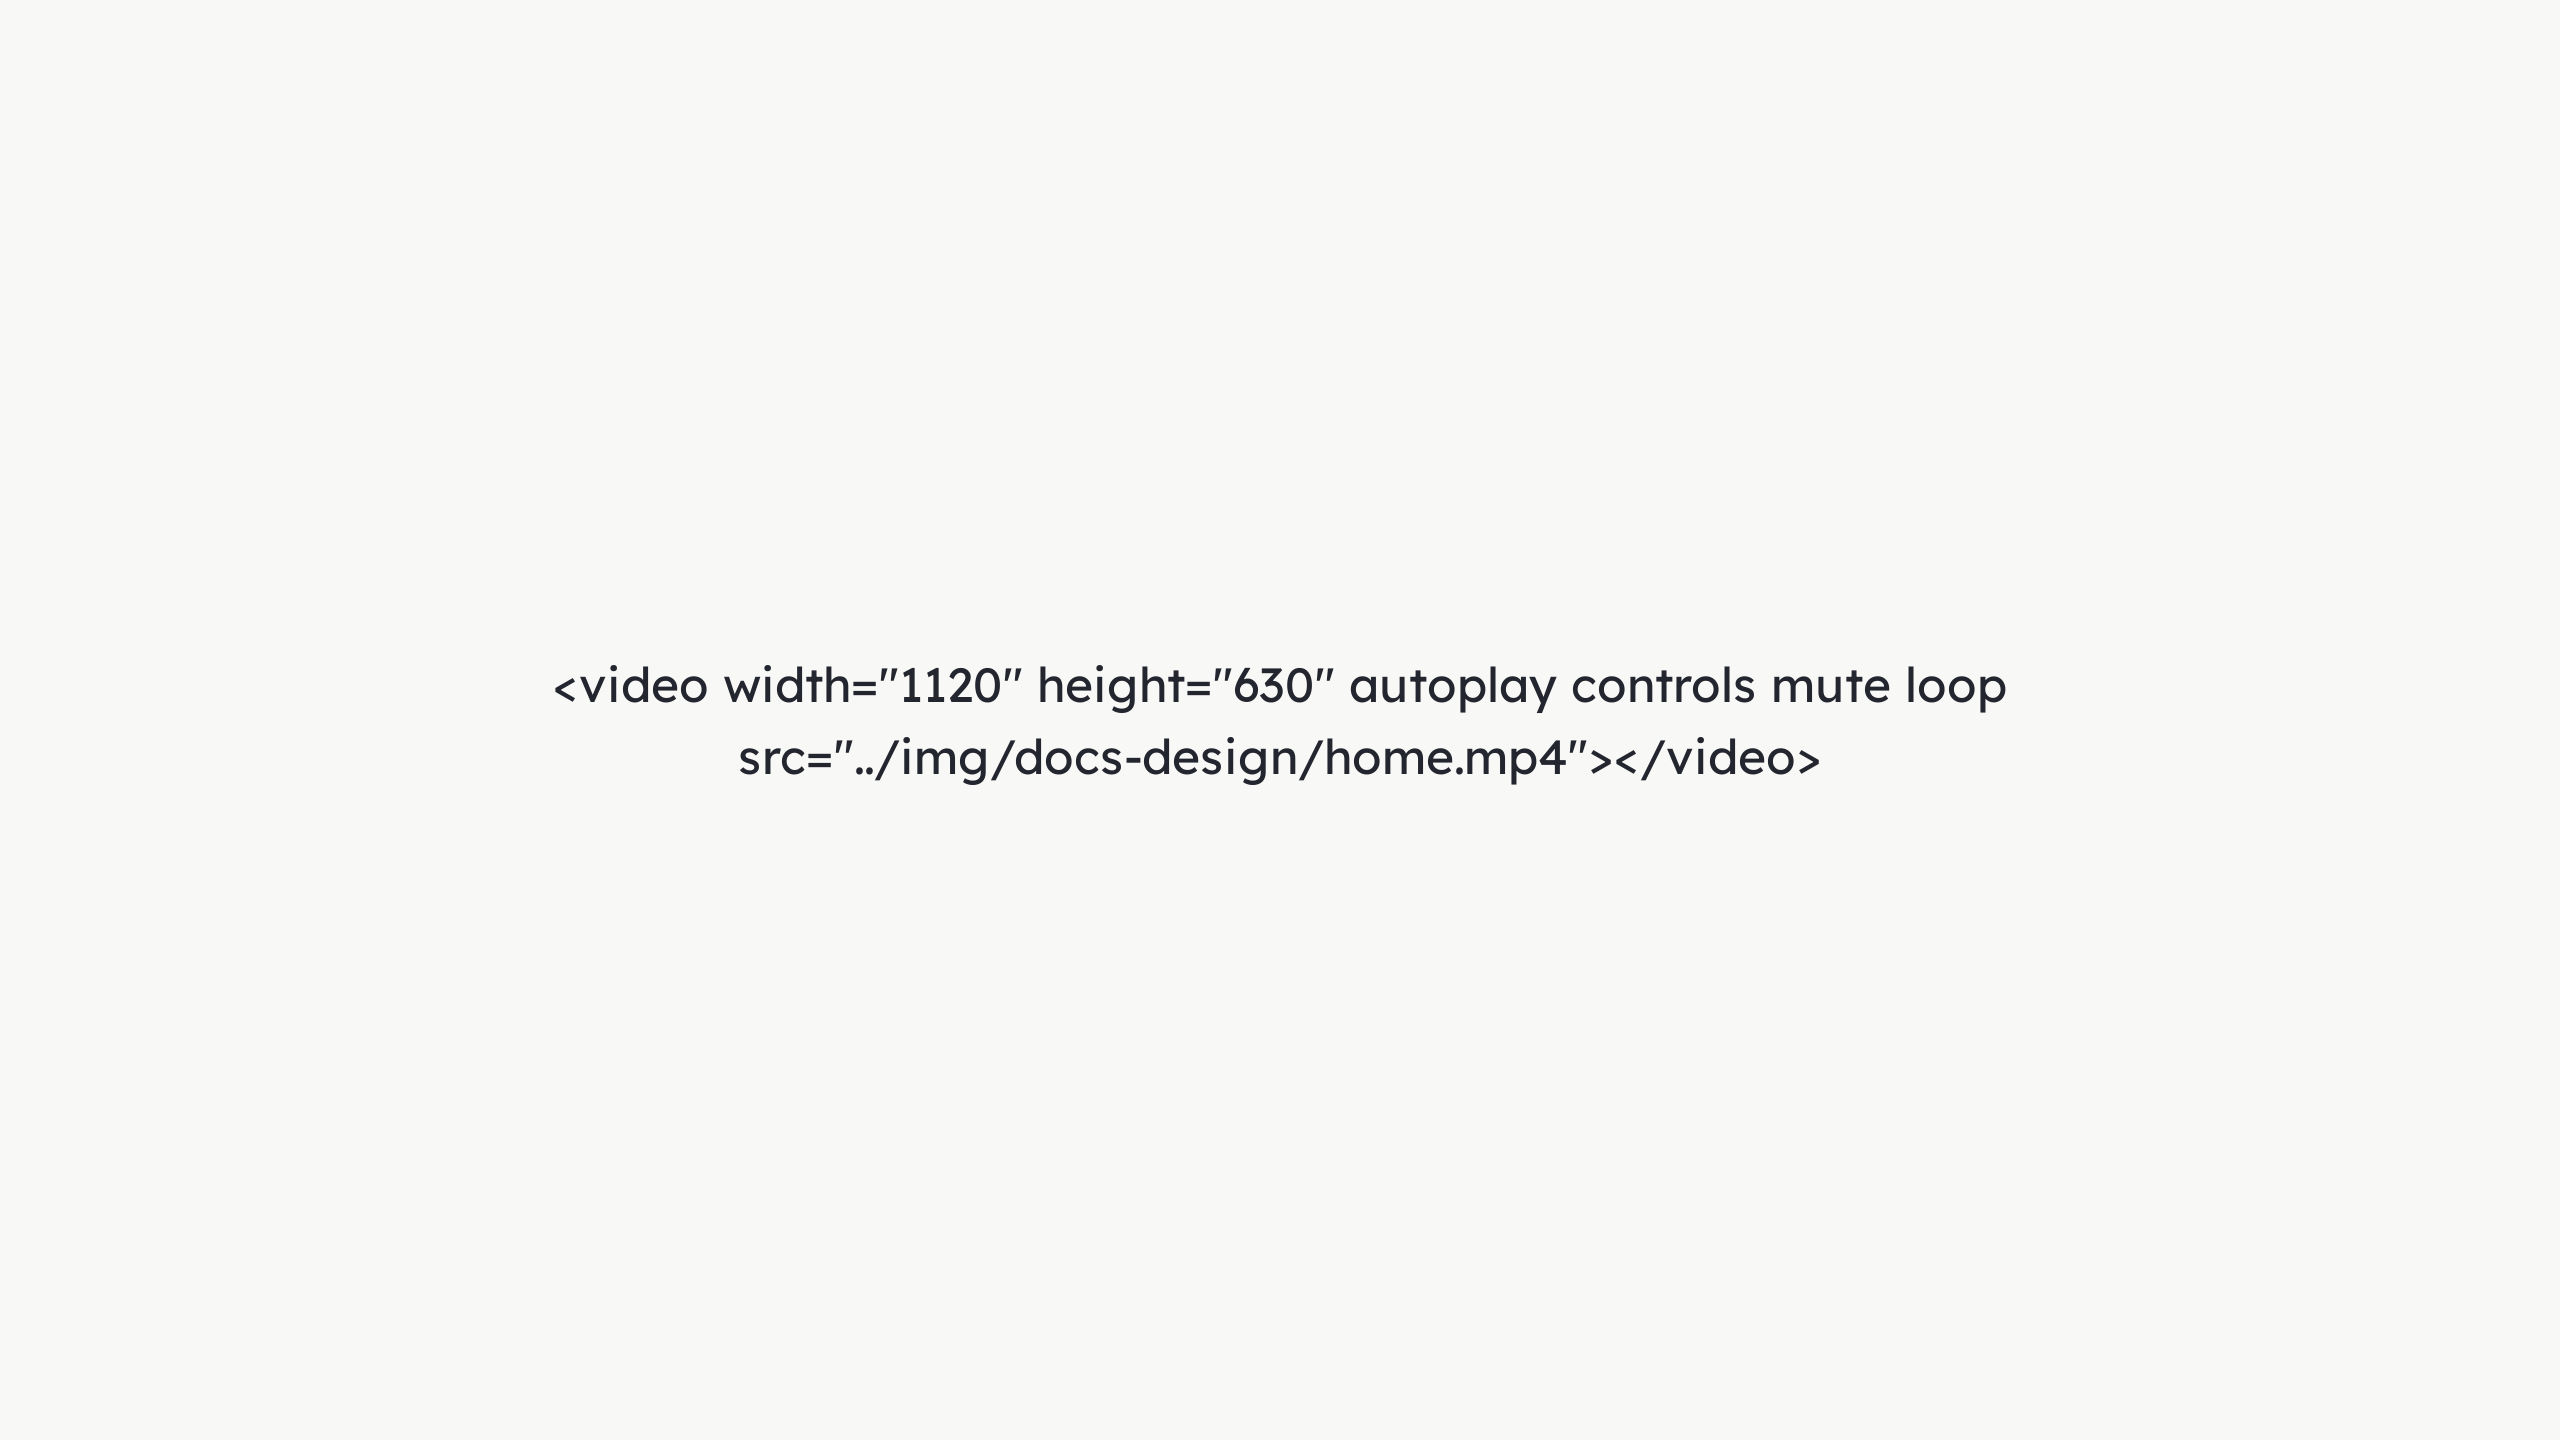 <video width="1120" height="630" autoplay controls mute loop
src="../img/docs-design/home.mp4"></video>